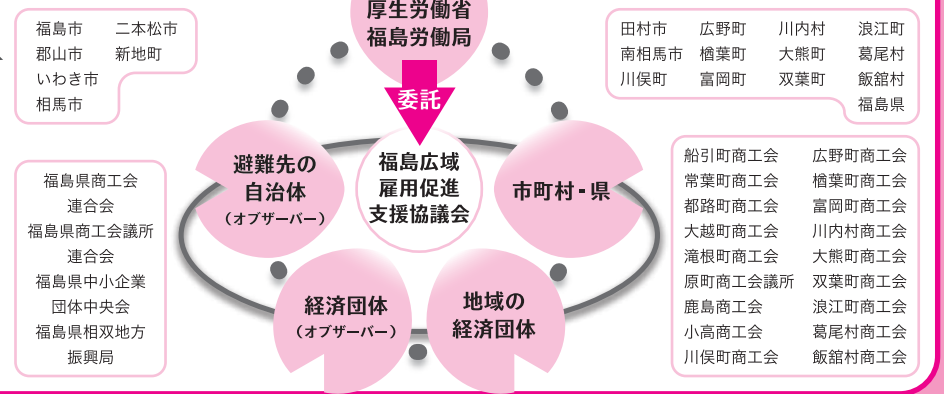 厚生労働省
福島労働局
委託
福島広域
雇用促進
支援協議会
福島市 二本松市
郡山市 新地町
いわき市
相馬市
田村市 広野町 川内村 浪江町
南相馬市 楢葉町 大熊町 葛尾村
川俣町 富岡町 双葉町 飯舘村
福島県
避難先の
自治体
（オブザーバー）
市町村・県
福島県商工会
連合会
福島県商工会議所
連合会
福島県中小企業
団体中央会
福島県相双地方
振興局
経済団体
（オブザーバー）
地域の
経済団体
船引町商工会 広野町商工会
常葉町商工会 楢葉町商工会
都路町商工会 富岡町商工会
大越町商工会 川内村商工会
滝根町商工会 大熊町商工会
原町商工会議所 双葉町商工会
鹿島商工会 浪江町商工会
小高商工会 葛尾村商工会
川俣町商工会 飯舘村商工会